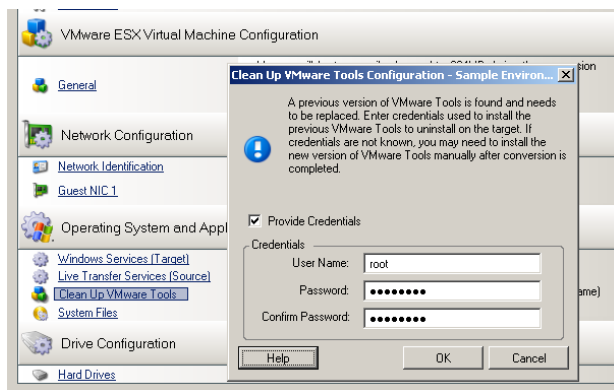 VMware ESX Virtual Machine Configuration
General
sion
Clean Up VMware Tools Configuration - Sample Environ...
A previous version of VMware Tools is found and needs
to be replaced. Enter credentials used to install the
previous VMware Tools to uninstall on the target. If
credentials are not known, you may need to install the
new version of VMware Tools manually after conversion is
completed.
Network Configuration
Network Identification
Guest NIC 1
Provide Credentials
Operating System and Appl
Credentials
Windows Services (Target)
User Name: root
Live Transfer Services (Source)
Clean Up VMware Tools
Password: ●●●●●●●●
ame)
System Files
Confirm Password: ●●●●●●●●
Drive Configuration
Help OK Cancel
Hard Drives